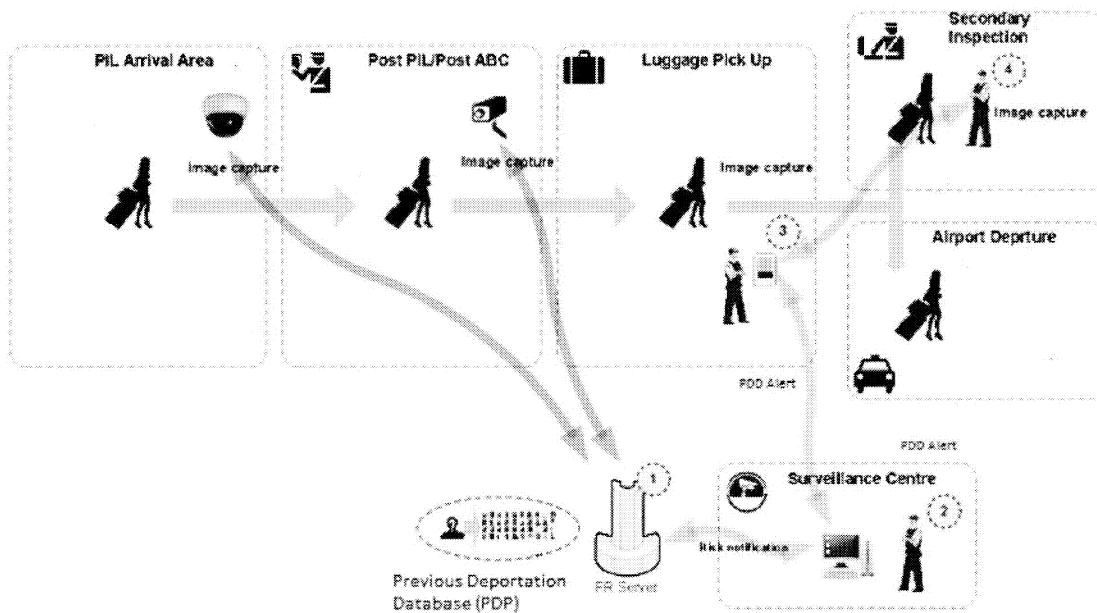 PIL Arrival Area
Post PIL/Post ABC
Luggage Pick Up
Secondary
Inspection
4
Image capture
Image capture
Image capture
Image capture
3
Airport Deprture
PDD Alert
PDD Alert
1
Surveillance Centre
2
Risk notification
FR Server
Previous Deportation
Database (PDP)